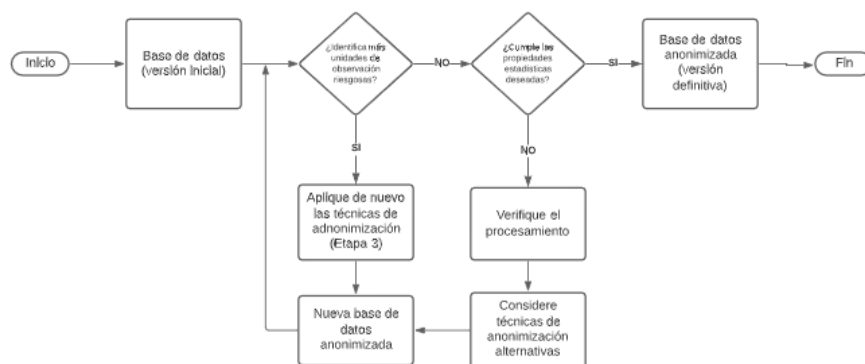 Inicio
Base de datos
(versión inicial)
¿Identifica más
unidades de
observación
riesgosas?
NO
¿Cumple las
propiedades
estadísticas
deseadas?
SI
Base de datos
anonimizada
(versión
definitiva)
Fin
SI
NO
Aplique de nuevo
las técnicas de
adnonimización
(Etapa 3)
Verifique el
procesamiento
Nueva base de
datos
anonimizada
Considere
técnicas de
anonimización
alternativas